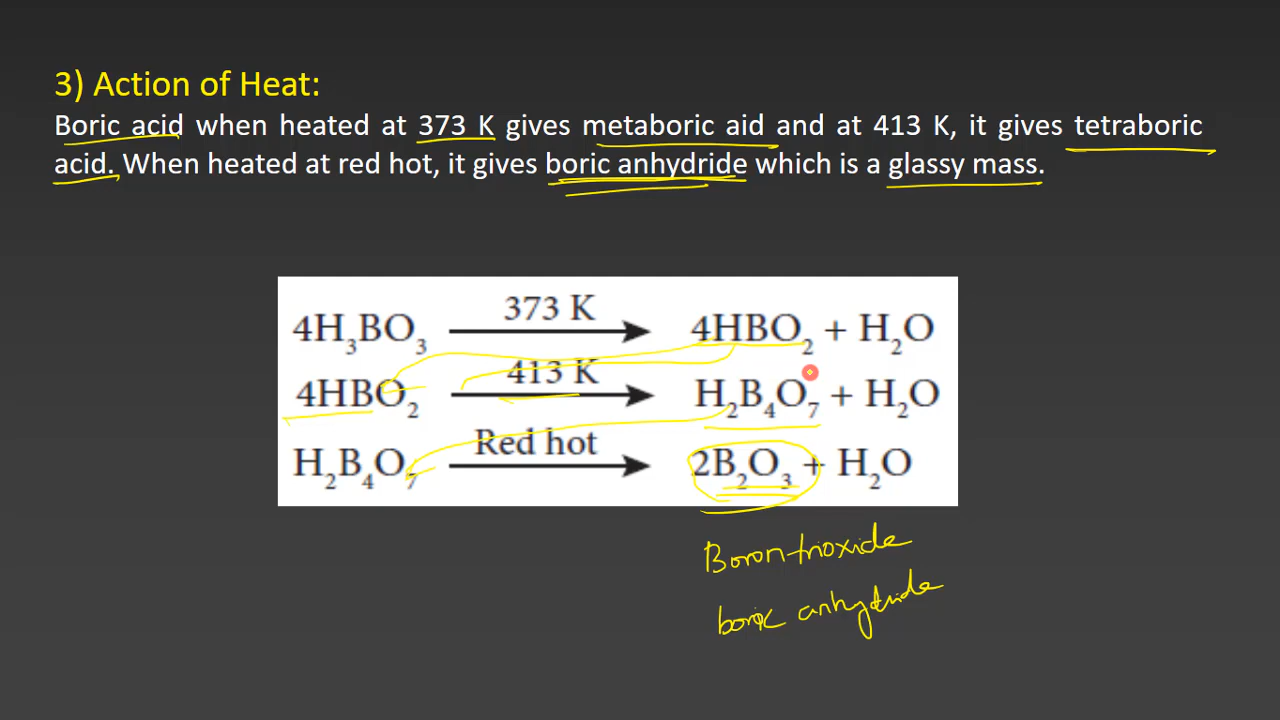 3) Action of Heat:
Boric acid when heated at 373 K gives metaboric aid and at 413 K, it gives tetraboric
acid. When heated at red hot, it gives boric anhydride which is a glassy mass.
4H₃BO₃ 373 K → 4HBO₂ + H₂O
4HBO₂ 413 K → H₂B₄O₇ + H₂O
H₂B₄O₇ Red hot → 2B₂O₃ + H₂O
Boron trioxide
boric anhydride